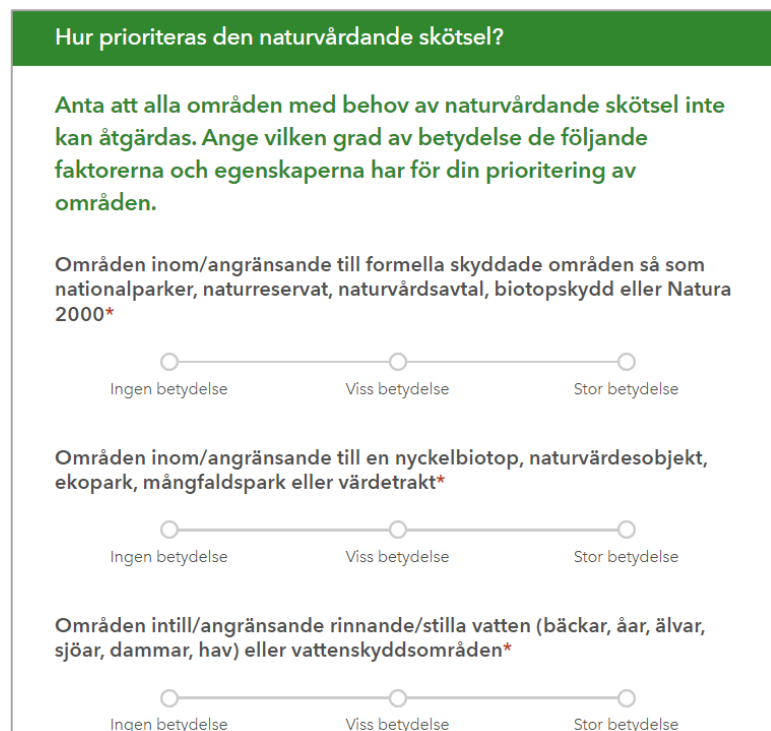 Hur prioriteras den naturvårdande skötsel?
Anta att alla områden med behov av naturvårdande skötsel inte
kan åtgärdas. Ange vilken grad av betydelse de följande
faktorerna och egenskaperna har för din prioritering av
områden.
Områden inom/angränsande till formella skyddade områden så som
nationalparker, naturreservat, naturvårdsavtal, biotopskydd eller Natura
2000*
Ingen betydelse Viss betydelse Stor betydelse
Områden inom/angränsande till en nyckelbiotop, naturvärdesobjekt,
ekopark, mångfaldspark eller värdetrakt*
Ingen betydelse Viss betydelse Stor betydelse
Områden intill/angränsande rinnande/stilla vatten (bäckar, åar, älvar,
sjöar, dammar, hav) eller vattenskyddsområden*
Ingen betydelse Viss betydelse Stor betydelse